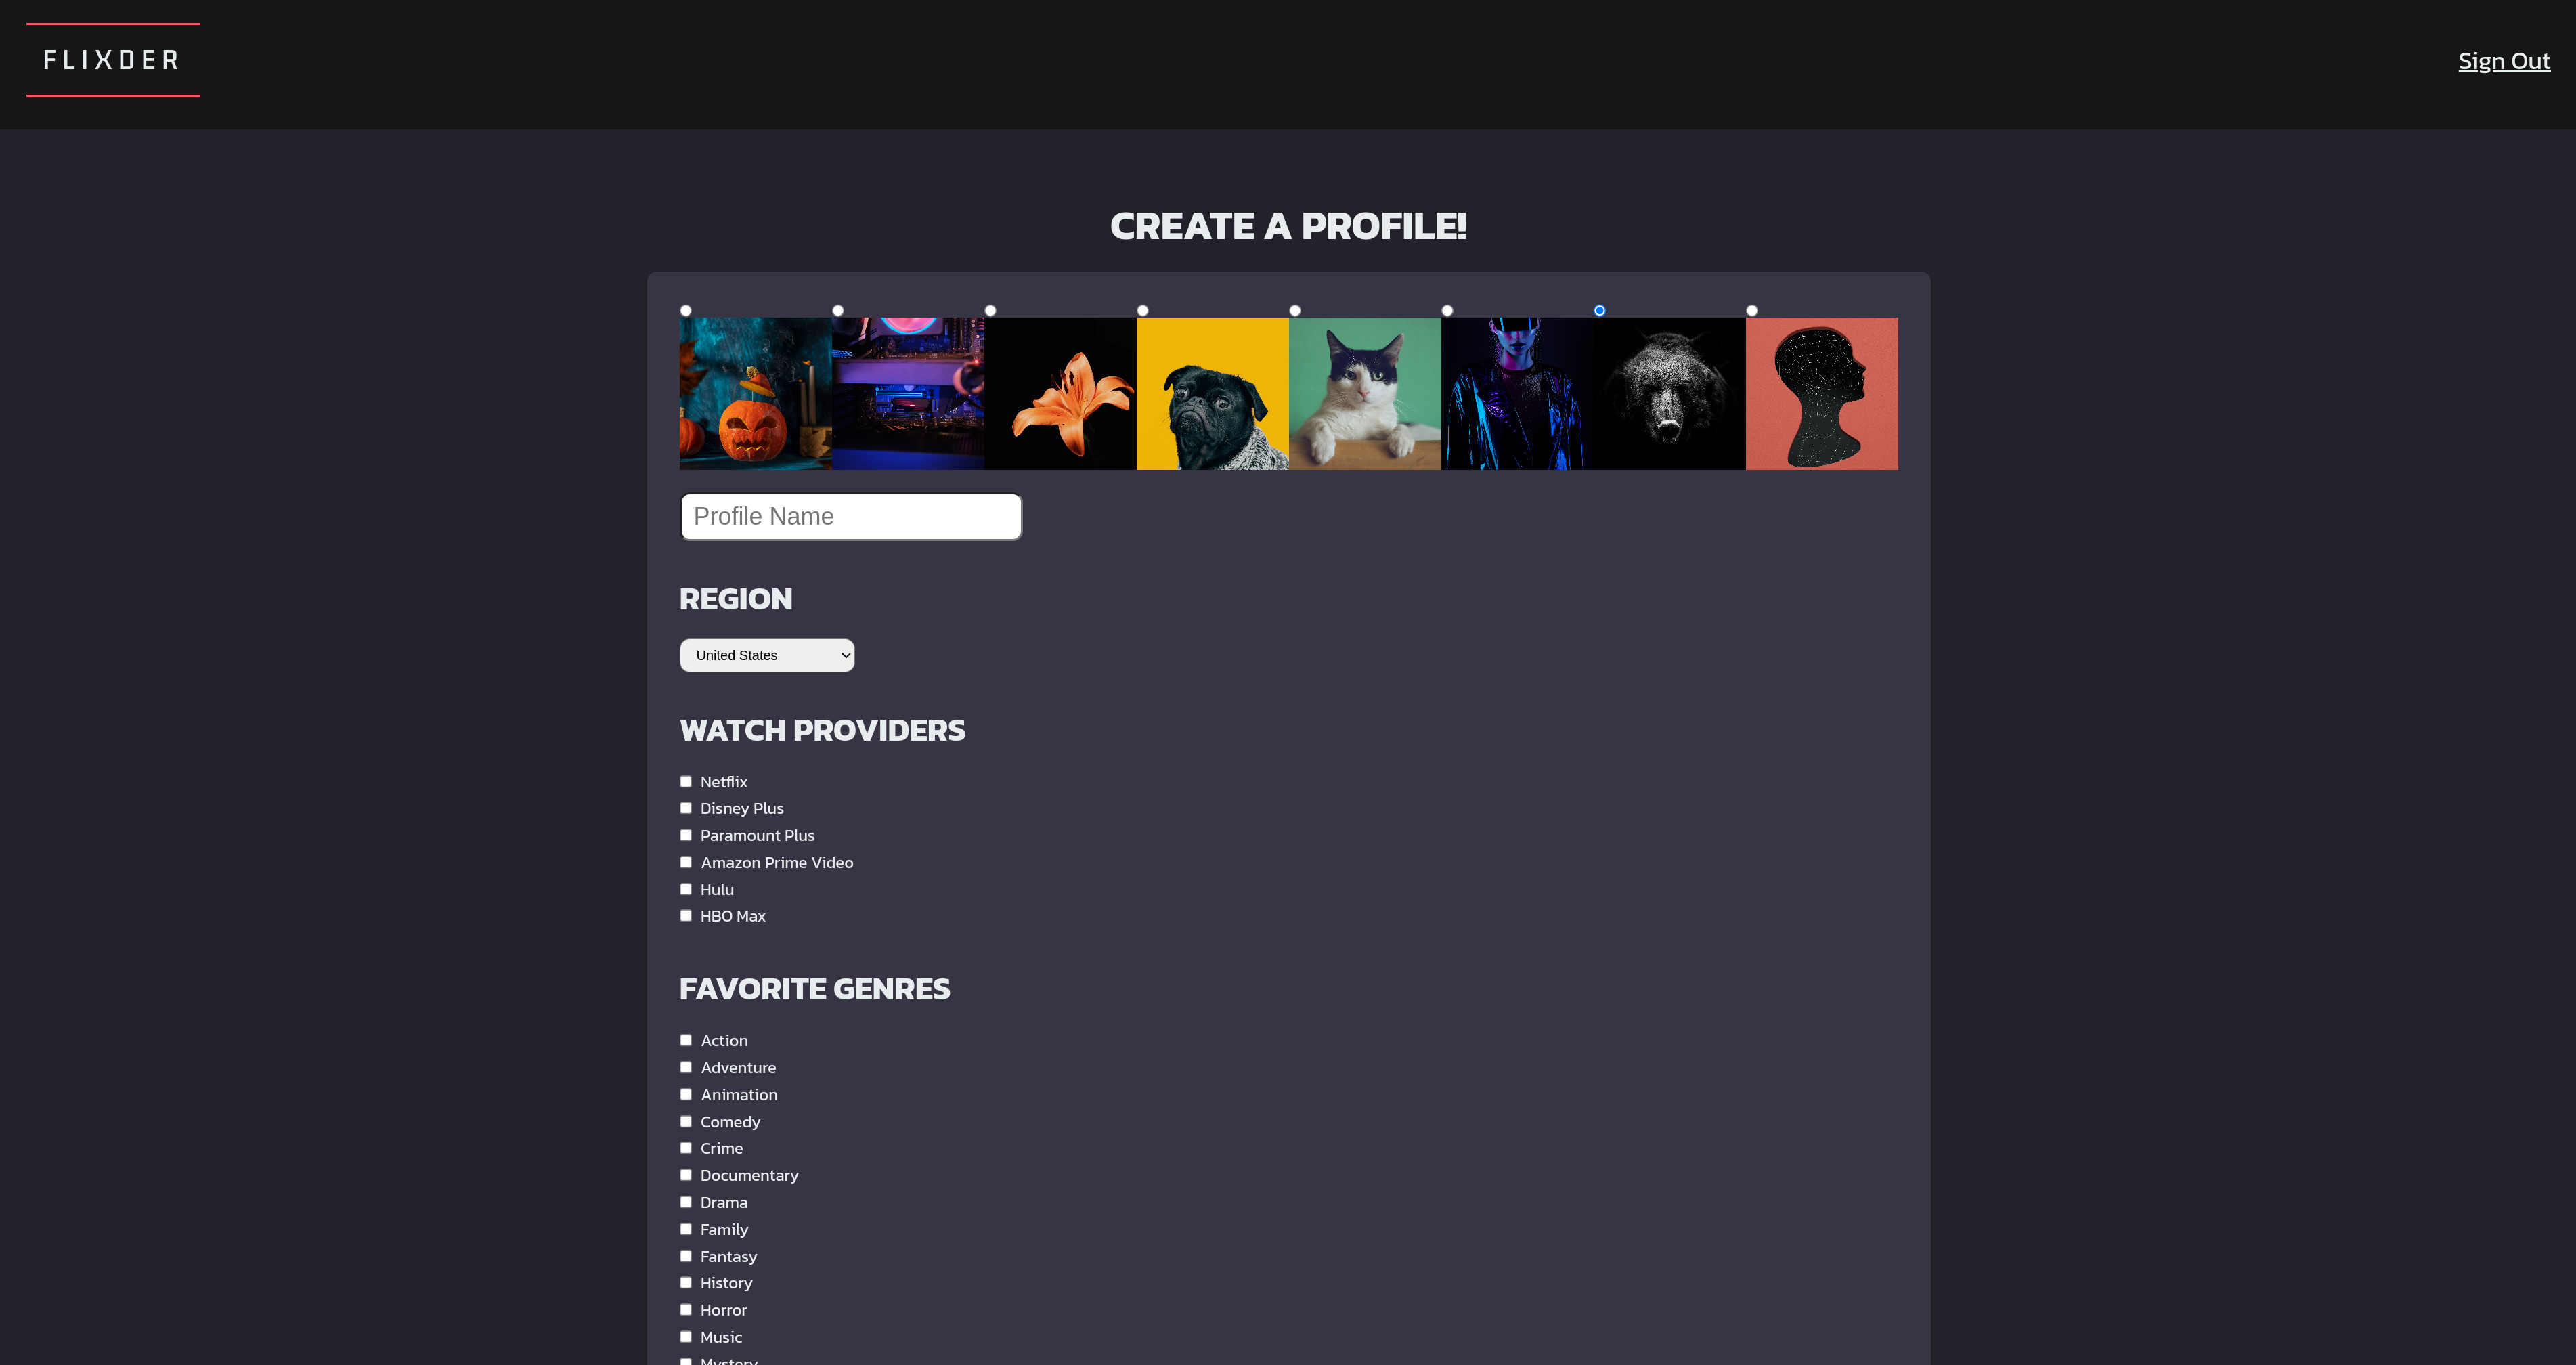 FLIXDER
Sign Out
CREATE A PROFILE!
Profile Name
REGION
United States
WATCH PROVIDERS
Netflix
Disney Plus
Paramount Plus
Amazon Prime Video
Hulu
HBO Max
FAVORITE GENRES
Action
Adventure
Animation
Comedy
Crime
Documentary
Drama
Family
Fantasy
History
Horror
Music
Mystery